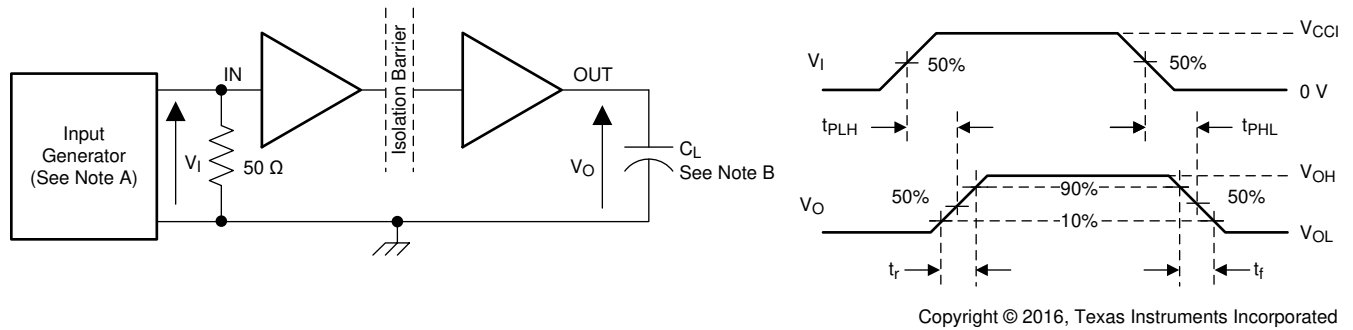 Input
Generator
(See Note A)
IN
V_I
50 Ω
Isolation Barrier
OUT
V_O
C_L
See Note B
V_I
50%
50%
V_CCI
0 V
t_PLH
t_PHL
V_O
50%
90%
10%
50%
V_OH
V_OL
t_r
t_f
Copyright © 2016, Texas Instruments Incorporated